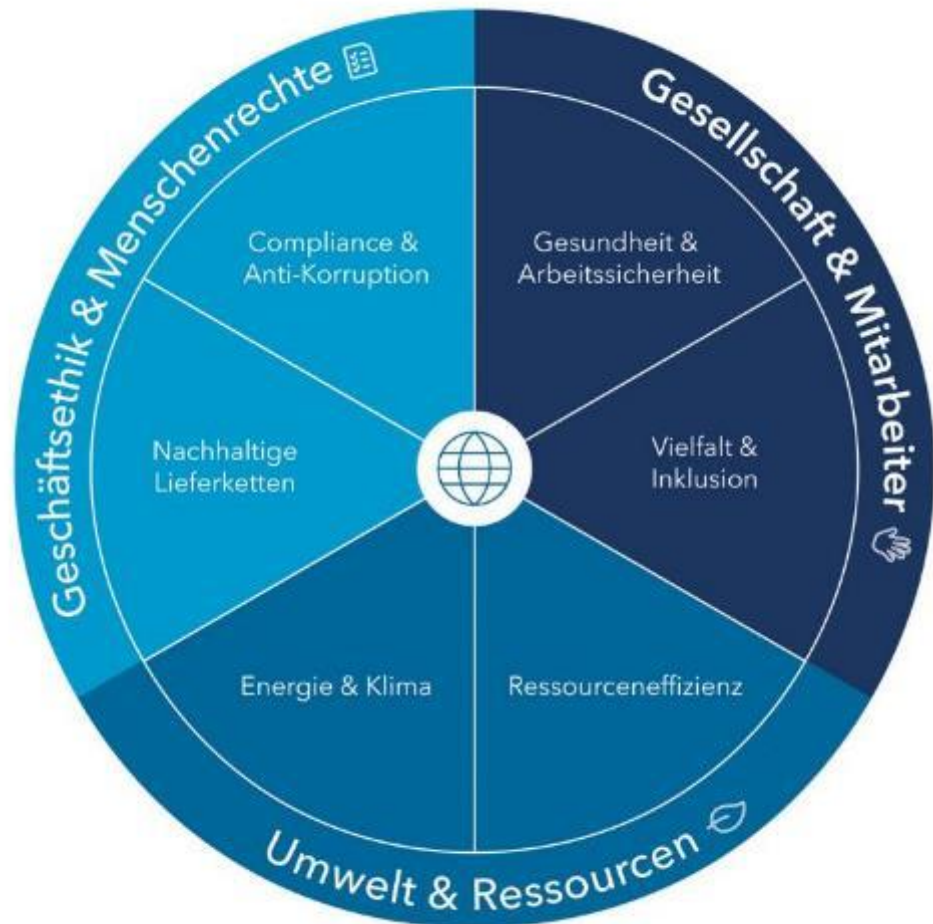 Geschäftsethik & Menschenrechte
Gesellschaft & Mitarbeiter
Compliance &
Anti-Korruption
Gesundheit &
Arbeitssicherheit
Nachhaltige
Lieferketten
Vielfalt &
Inklusion
Energie & Klima
Ressourceneffizienz
Umwelt & Ressourcen